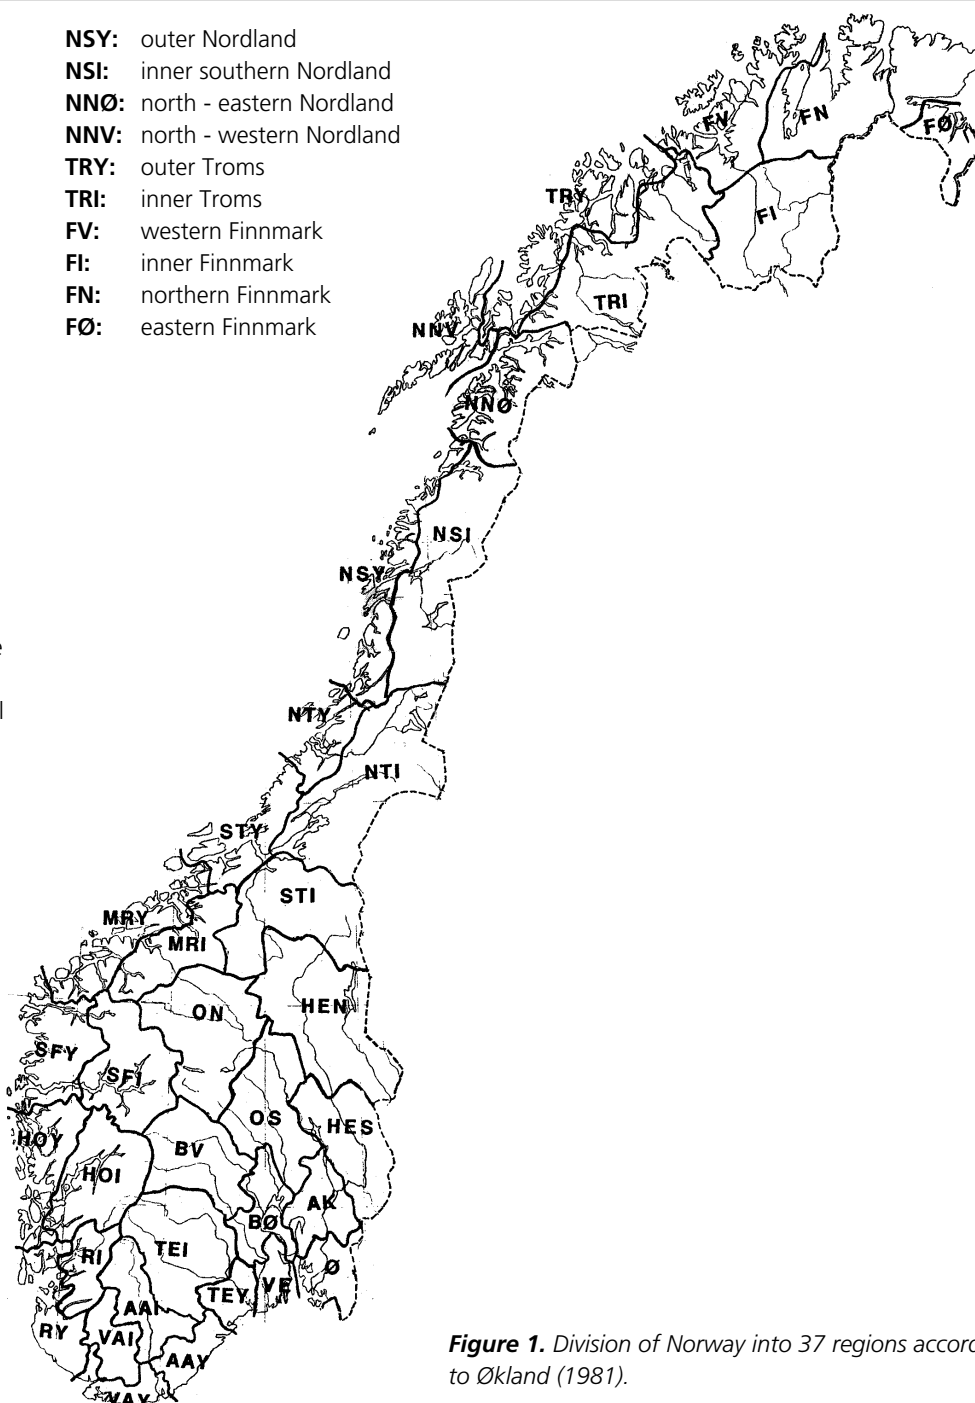 NSY: outer Nordland
NSI: inner southern Nordland
NNØ: north - eastern Nordland
NNV: north - western Nordland
TRY: outer Troms
TRI: inner Troms
FV: western Finnmark
FI: inner Finnmark
FN: northern Finnmark
FØ: eastern Finnmark
FV
FN
FØ
TRY
FI
TRI
NNV
NNØ
NSI
NSY
NTY
NTI
STY
STI
MRY
MRI
HEN
ON
SFY
SFI
OS
HES
HOY
BV
HOI
AK
BØ
RI
TEI
Ø
VE
TEY
AAI
RY
VAI
AAY
VAY
Figure 1. Division of Norway into 37 regions accord
to Økland (1981).